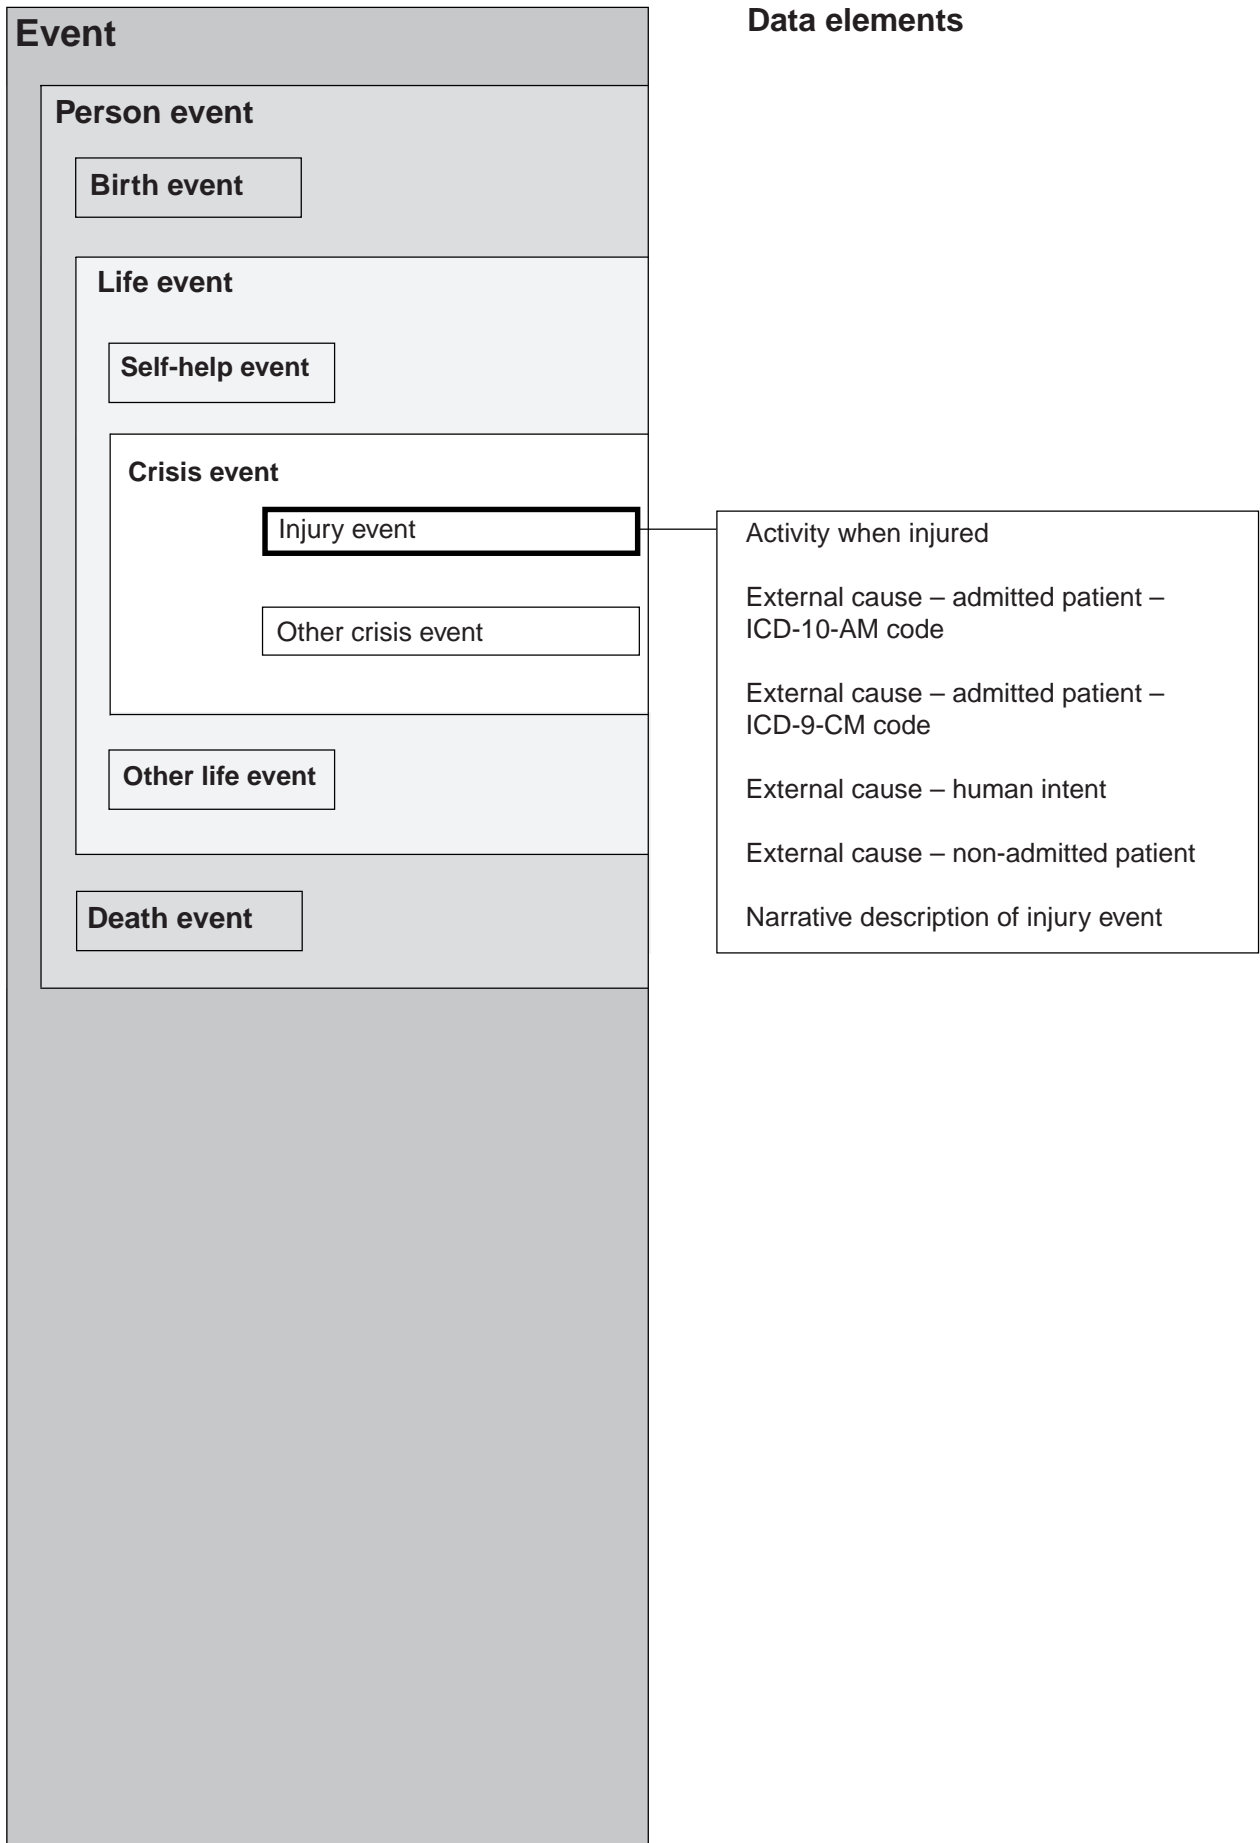 Event
Data elements
Person event
Birth event
Life event
Self-help event
Crisis event
Injury event
Other crisis event
Other life event
Death event
Activity when injured
External cause – admitted patient –
ICD-10-AM code
External cause – admitted patient –
ICD-9-CM code
External cause – human intent
External cause – non-admitted patient
Narrative description of injury event